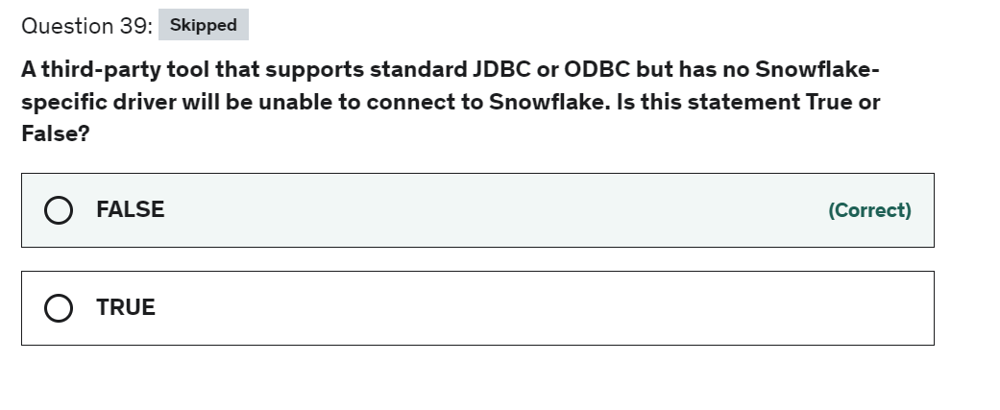 Question 39: Skipped
A third-party tool that supports standard JDBC or ODBC but has no Snowflake-
specific driver will be unable to connect to Snowflake. Is this statement True or
False?
FALSE (Correct)
TRUE